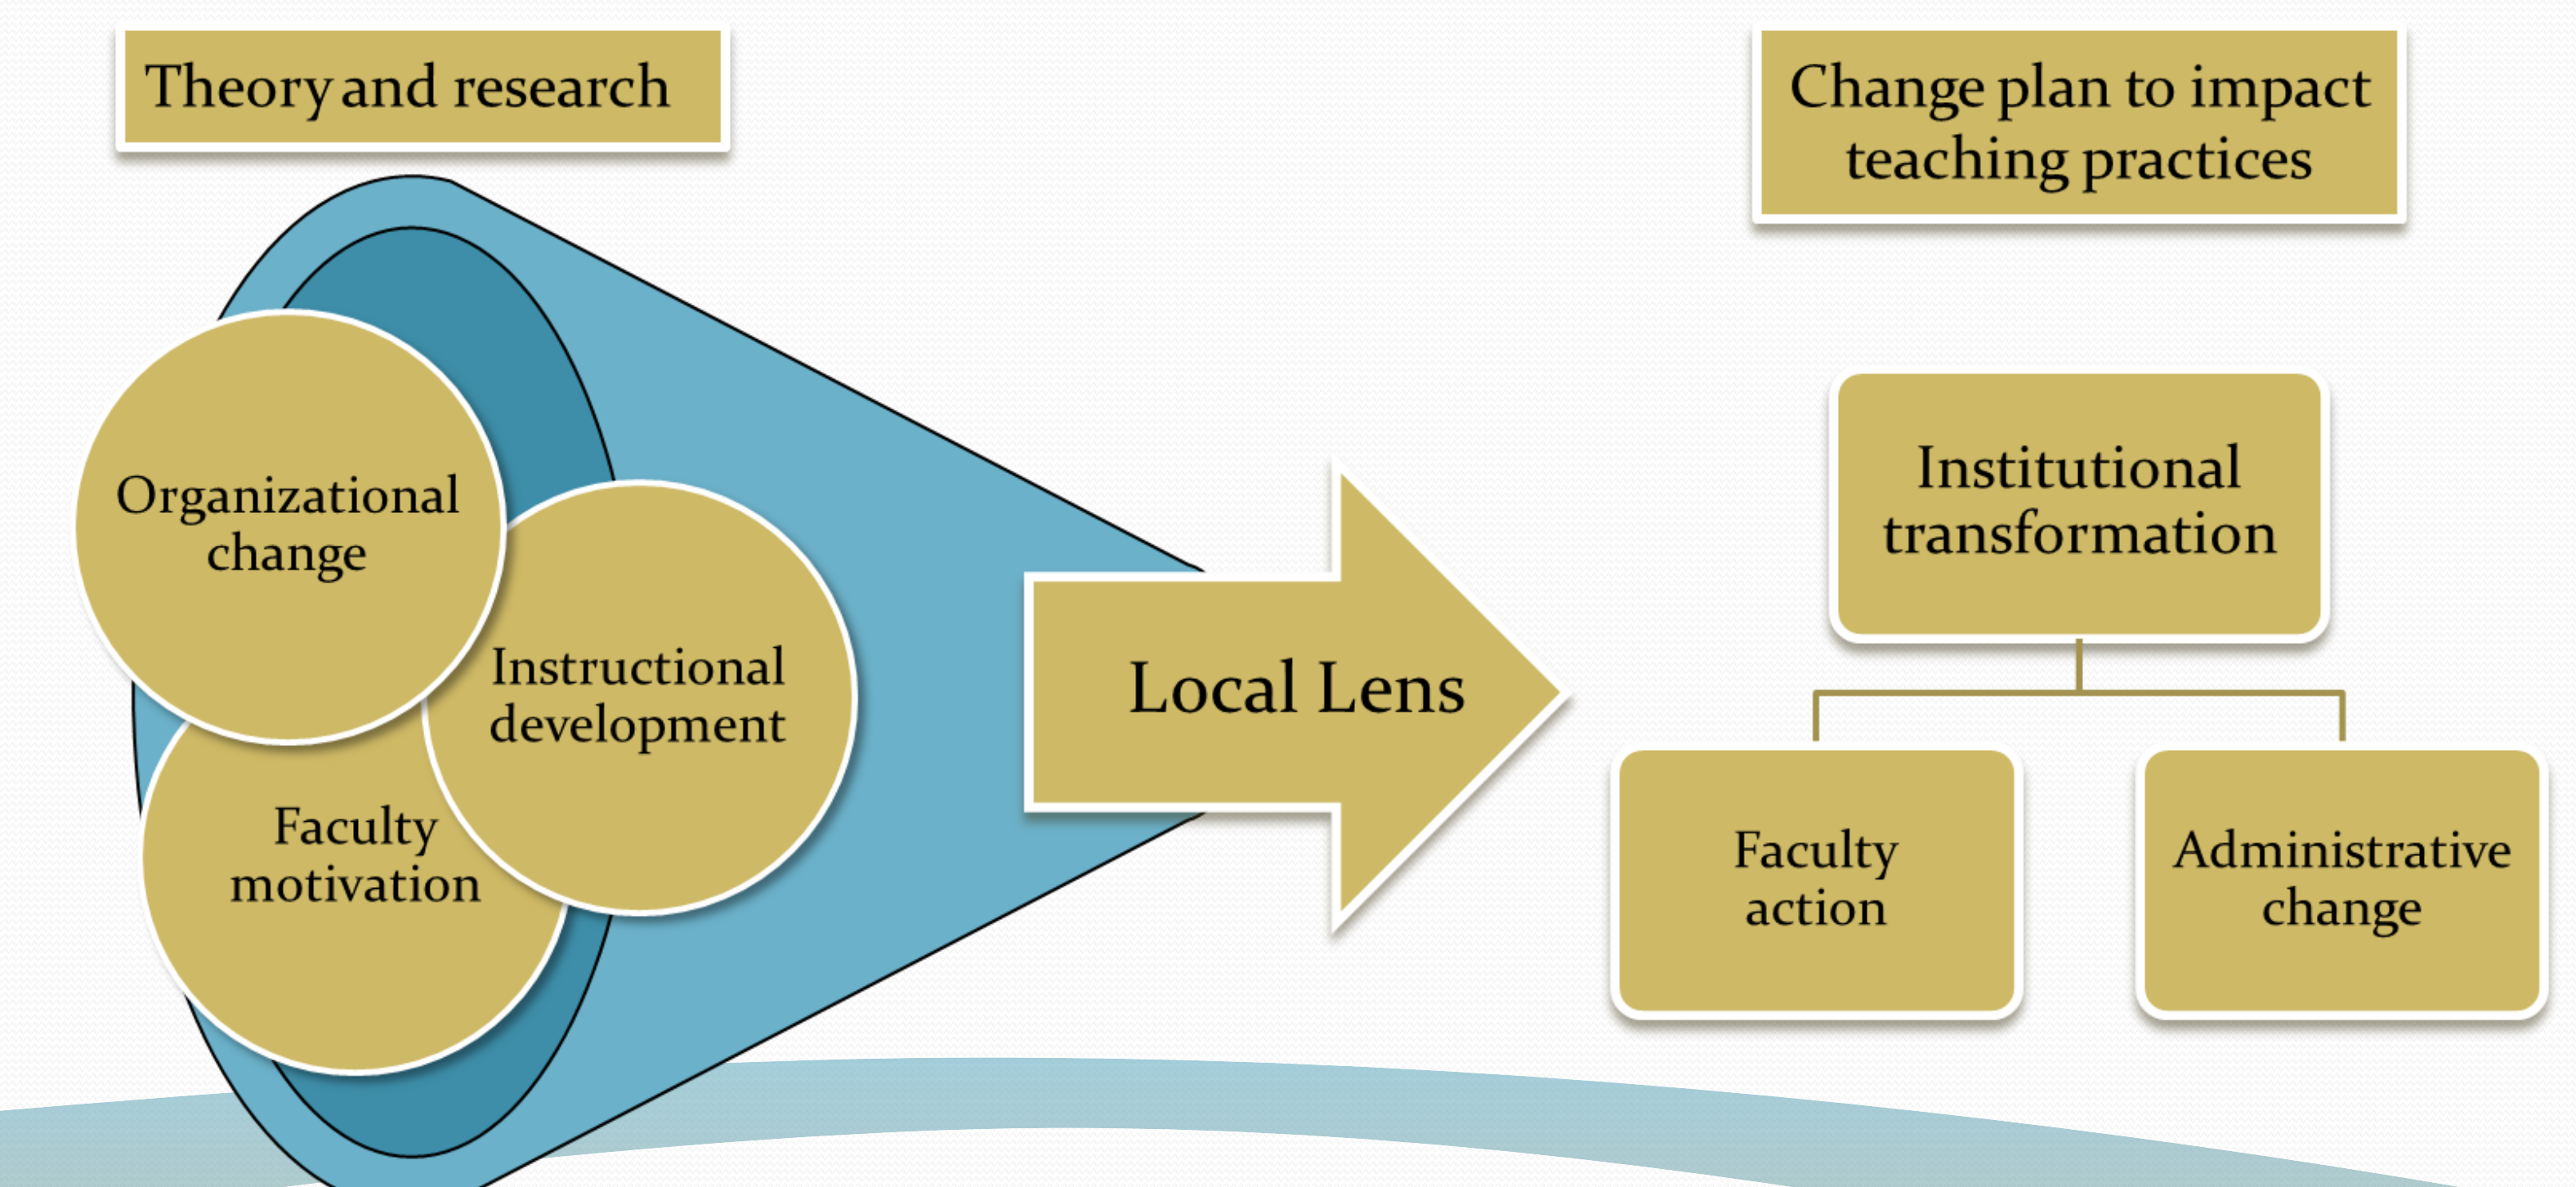 Theory and research
Change plan to impact
teaching practices
Organizational
change
Instructional
development
Faculty
motivation
Local Lens
Institutional
transformation
Faculty
action
Administrative
change